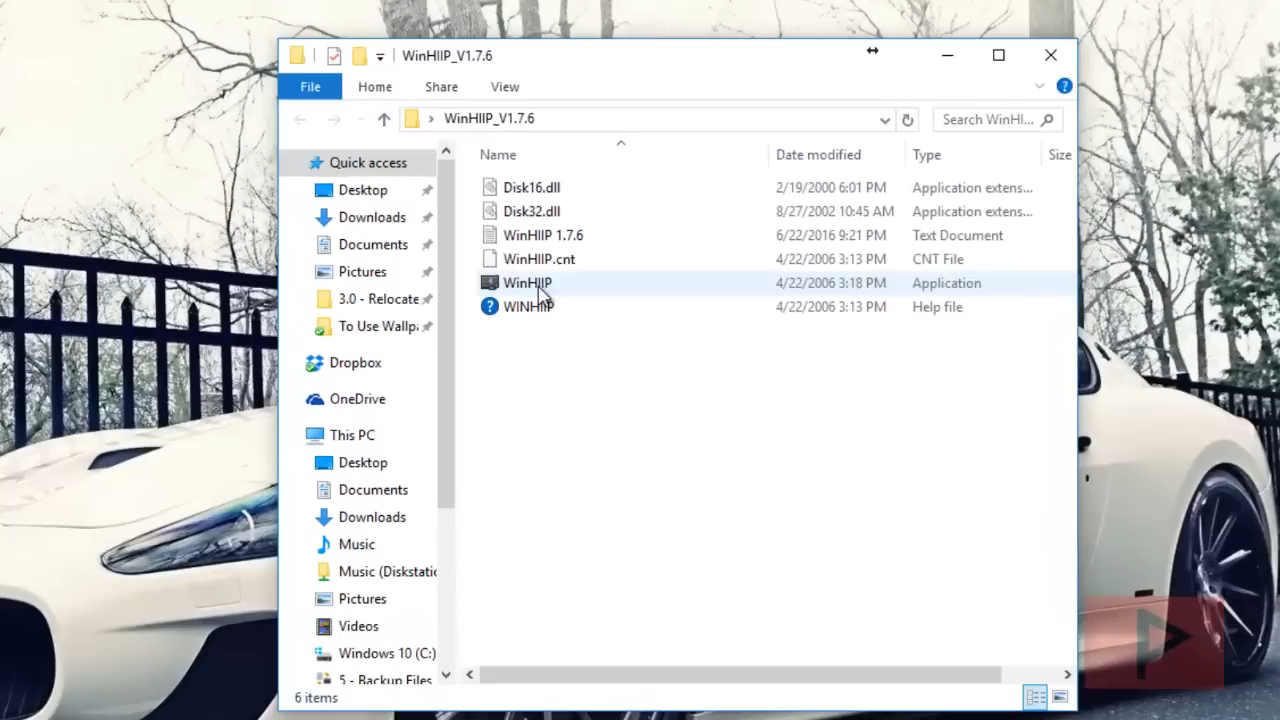 WinHIIP_V1.7.6
File Home Share View
WinHIIP_V1.7.6 Search WinHI...
Name Date modified Type Size
Disk16.dll 2/19/2000 6:01 PM Application extens...
Disk32.dll 8/27/2002 10:45 AM Application extens...
WinHIIP 1.7.6 6/22/2016 9:21 PM Text Document
WinHIIP.cnt 4/22/2006 3:13 PM CNT File
WinHIIP 4/22/2006 3:18 PM Application
WINHIIP 4/22/2006 3:13 PM Help file
Quick access
Desktop
Downloads
Documents
Pictures
3.0 - Relocate
To Use Wallp
Dropbox
OneDrive
This PC
Desktop
Documents
Downloads
Music
Music (Diskstatio
Pictures
Videos
Windows 10 (C:)
5 - Backup Files
6 items